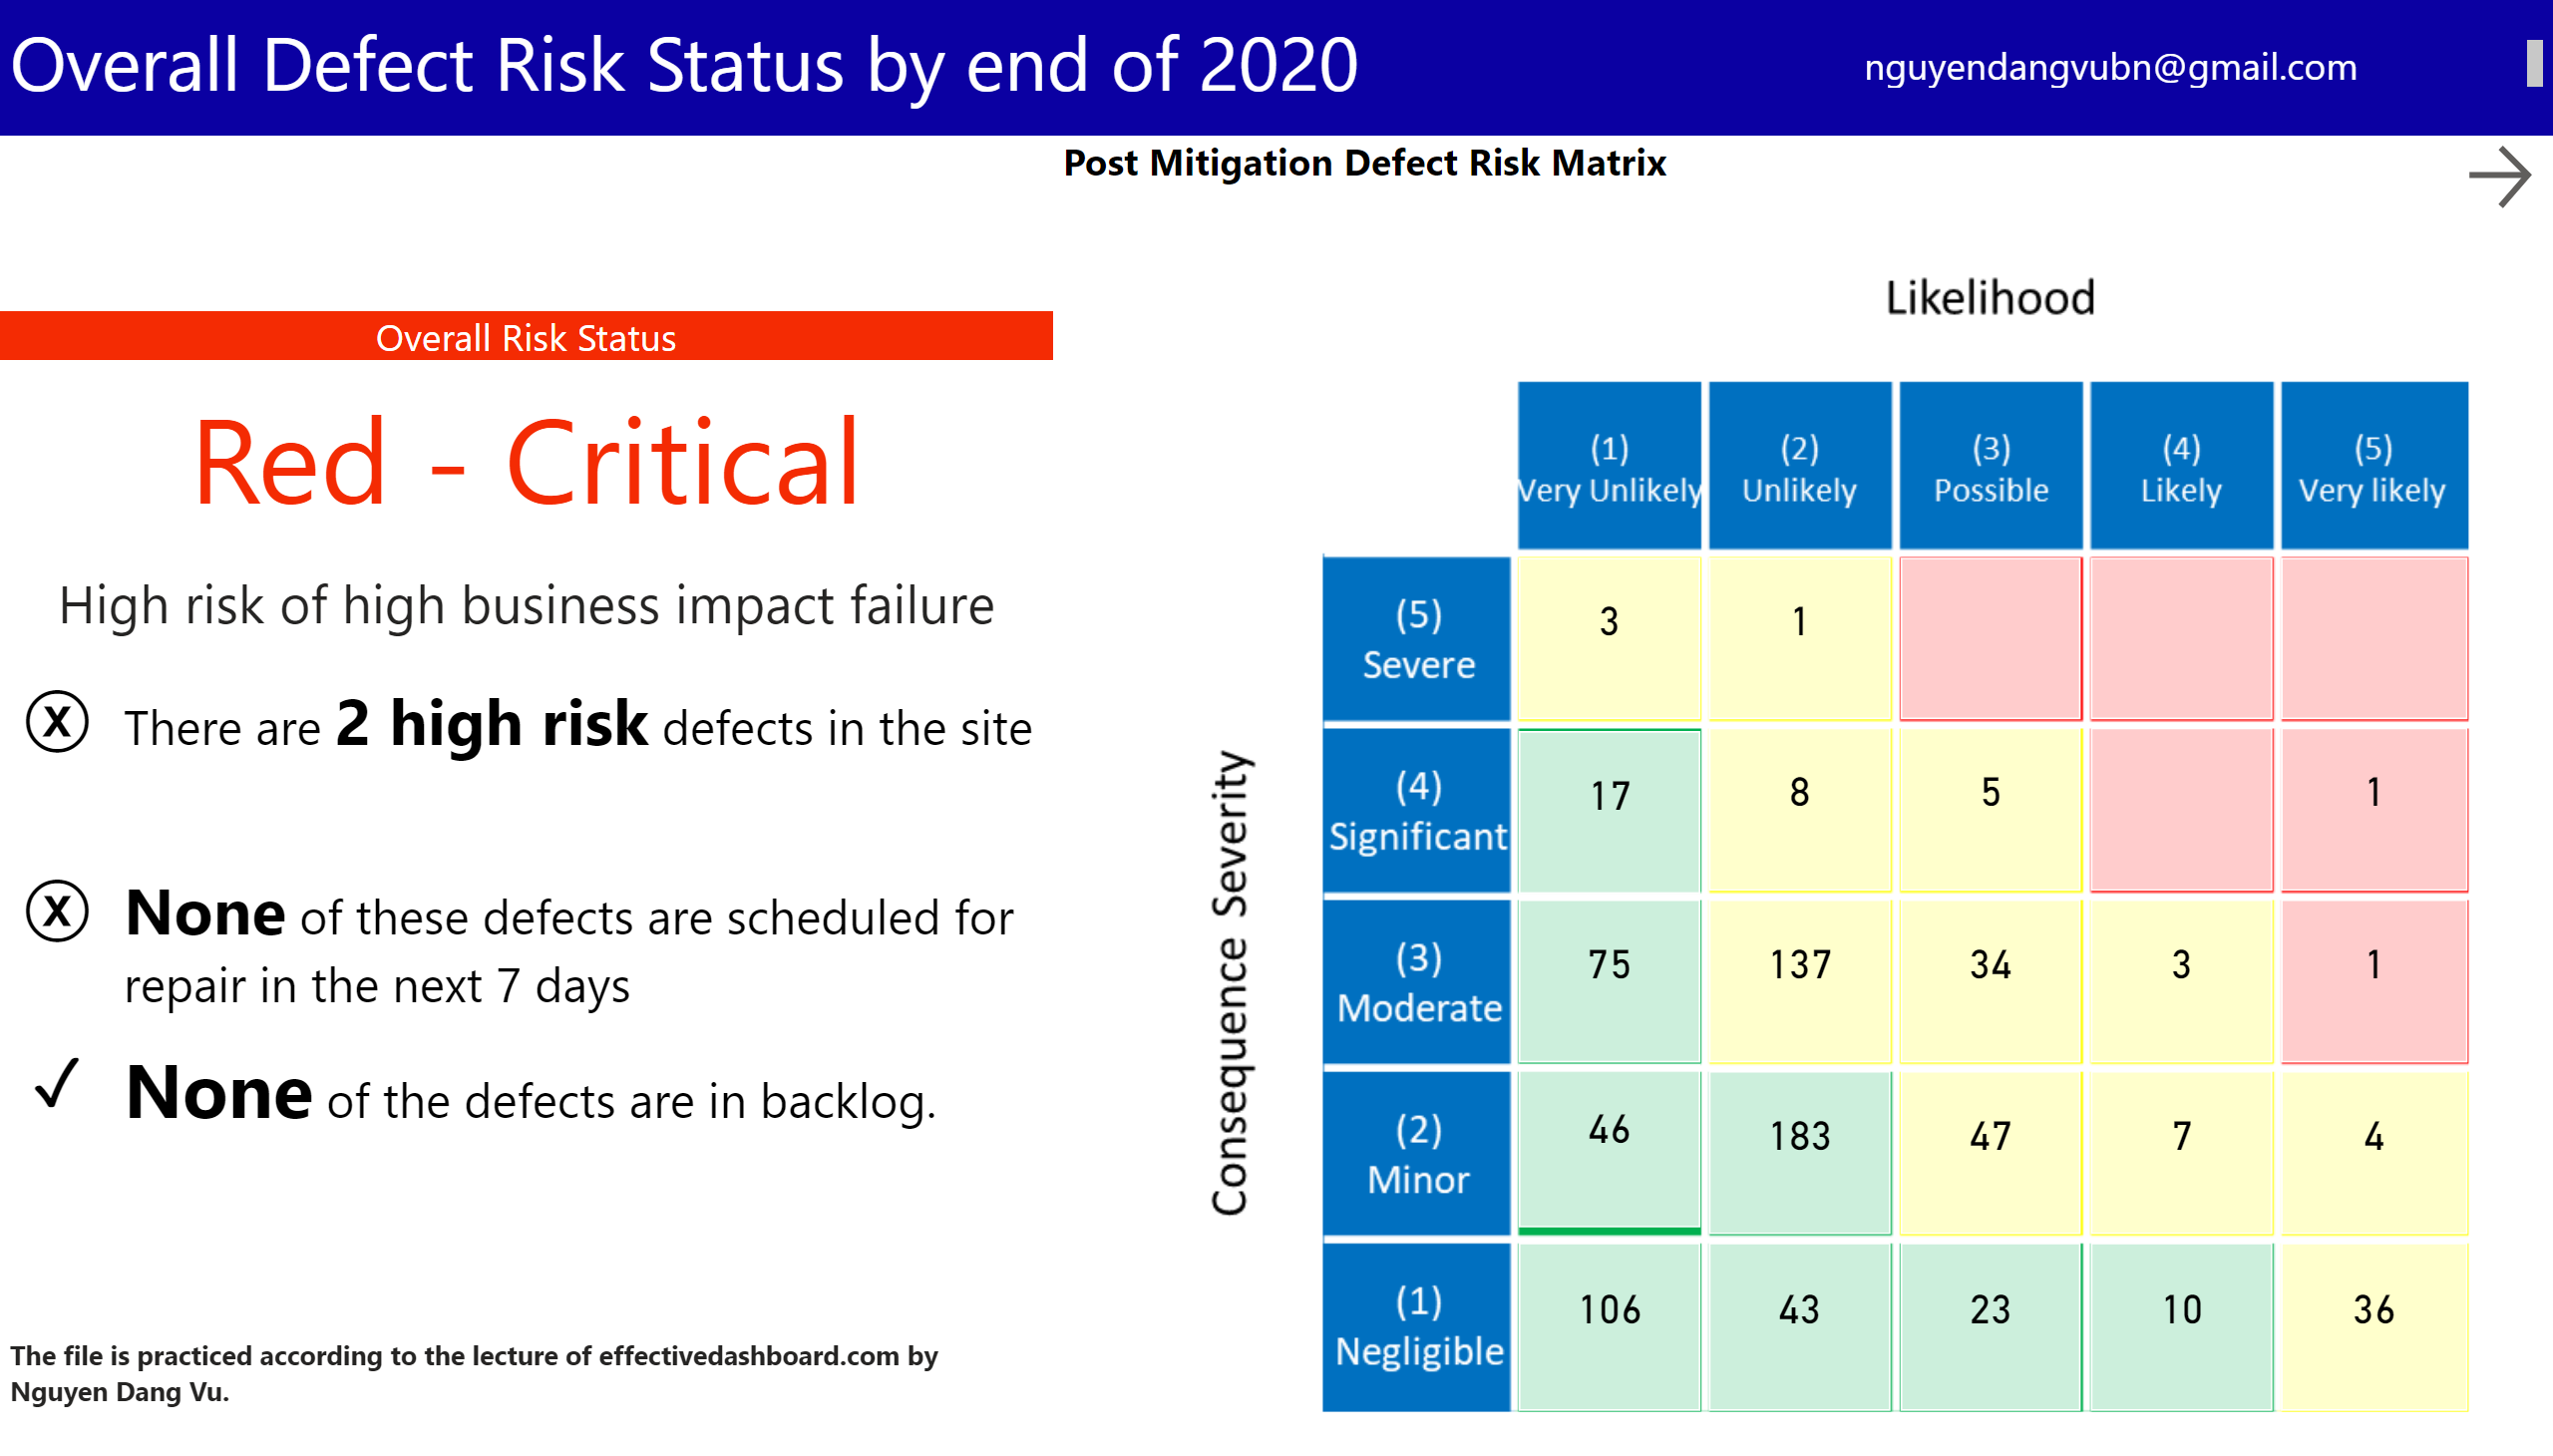 Overall Defect Risk Status by end of 2020
nguyendangvubn@gmail.com
Post Mitigation Defect Risk Matrix
Overall Risk Status
Red - Critical
High risk of high business impact failure
X There are 2 high risk defects in the site
X None of these defects are scheduled for
repair in the next 7 days
✓ None of the defects are in backlog.
The file is practiced according to the lecture of effectivedashboard.com by
Nguyen Dang Vu.
Likelihood
Consequence Severity
(1) (2) (3) (4) (5)
Very Unlikely Unlikely Possible Likely Very likely
(5)
Severe
3 1
(4)
Significant
17 8 5 1
(3)
Moderate
75 137 34 3 1
(2)
Minor
46 183 47 7 4
(1)
Negligible
106 43 23 10 36